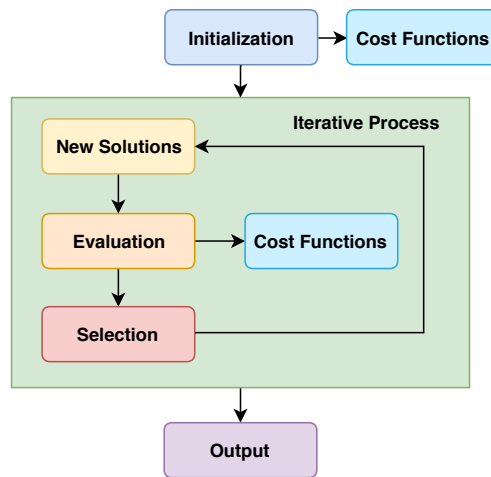 Initialization
Cost Functions
Iterative Process
New Solutions
Evaluation
Cost Functions
Selection
Output